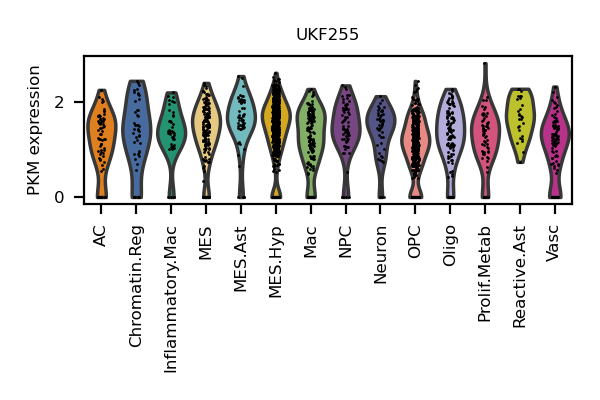 UKF255
PKM expression
2
0
AC
Chromatin.Reg
Inflammatory.Mac
MES
MES.Ast
MES.Hyp
Mac
NPC
Neuron
OPC
Oligo
Prolif.Metab
Reactive.Ast
Vasc